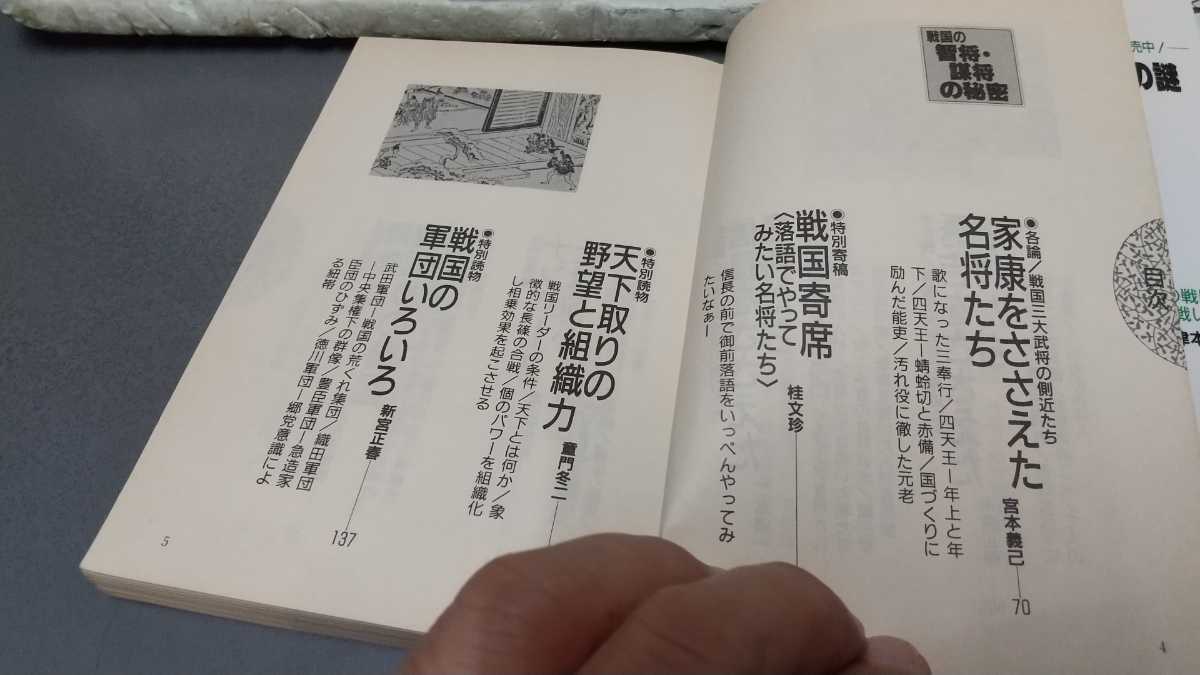 戦国の
智将・
謀将
の秘密
目次
●各論/戦国三大武将の側近たち
家康をささえた
名将たち
宮本義己
70
歌になった三奉行/四天王ー年上と年
下/四天王ー蜻蛉切と赤備/国づくりに
励んだ能吏/汚れ役に徹した元老
●特別寄稿
戦国寄席
〈落語でやって
みたい名将たち〉
桂文珍
信長の前で御前落語をいっぺんやってみ
たいなぁー
4
●特別読物
天下取りの
野望と組織力
童門冬二
戦国リーダーの条件/天下とは何か/象
徴的な長篠の合戦/個のパワーを組織化
し相乗効果を起こさせる
●特別読物
戦国の
軍団いろいろ
新宮正春
137
武田軍団ー戦国の荒くれ集団/織田軍団
ー中央集権下の群像/豊臣軍団ー急造家
臣団のひずみ/徳川軍団ー郷党意識によ
る紐帯
5
売中/
の謎